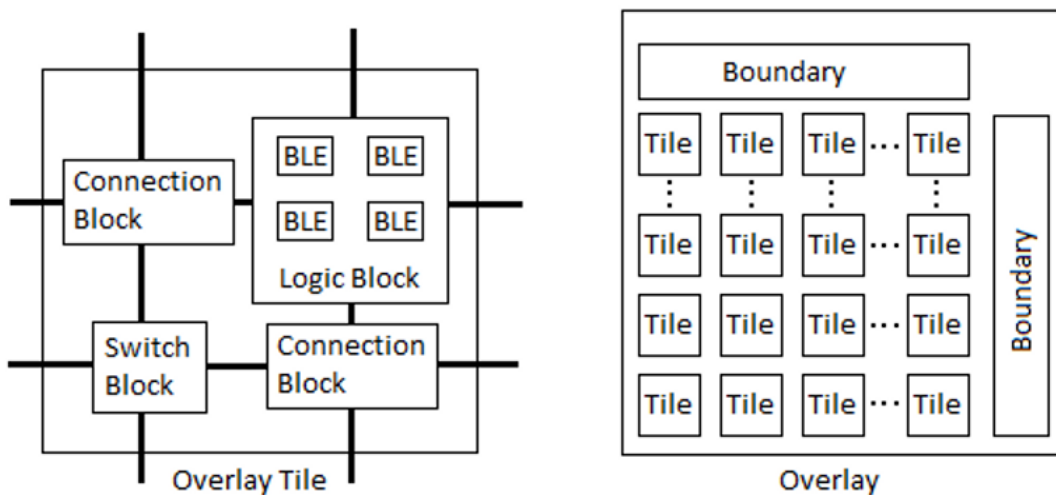 Connection
Block
BLE
BLE
BLE
BLE
Logic Block
Switch
Block
Connection
Block
Overlay Tile
Boundary
Tile Tile Tile ··· Tile
Tile Tile Tile ··· Tile
Tile Tile Tile ··· Tile
Tile Tile Tile ··· Tile
Boundary
Overlay